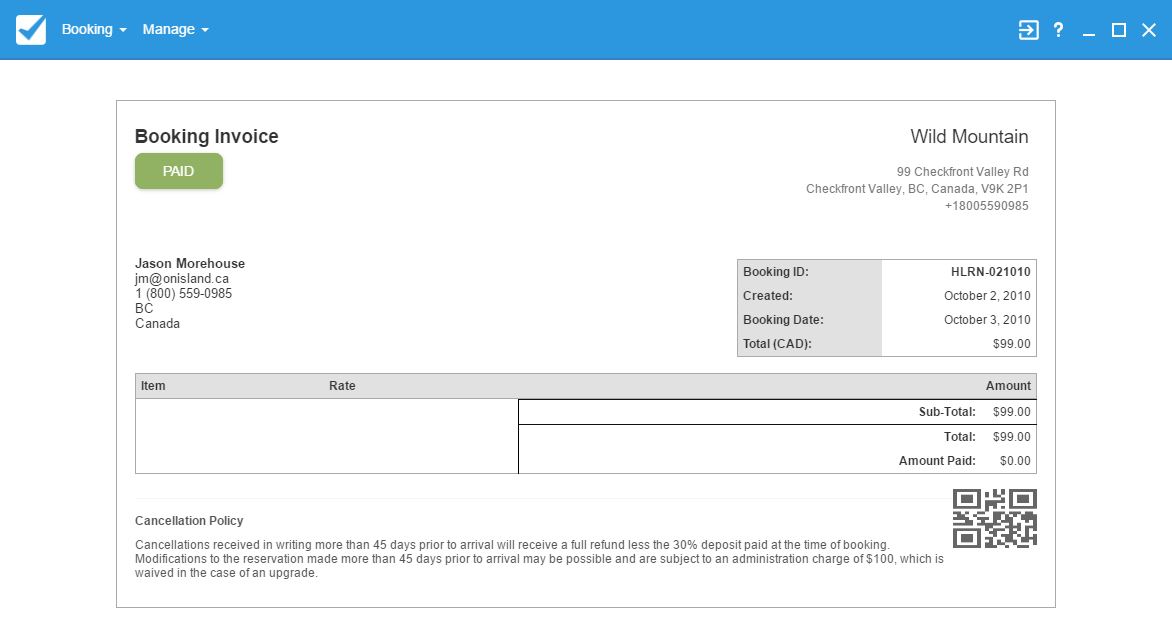 Booking Manage ?
Booking Invoice
PAID
Wild Mountain
99 Checkfront Valley Rd
Checkfront Valley, BC, Canada, V9K 2P1
+18005590985
Jason Morehouse
jm@onisland.ca
1 (800) 559-0985
BC
Canada
Booking ID: HLRN-021010
Created: October 2, 2010
Booking Date: October 3, 2010
Total (CAD): $99.00
Item Rate Amount
Sub-Total: $99.00
Total: $99.00
Amount Paid: $0.00
Cancellation Policy
Cancellations received in writing more than 45 days prior to arrival will receive a full refund less the 30% deposit paid at the time of booking.
Modifications to the reservation made more than 45 days prior to arrival may be possible and are subject to an administration charge of $100, which is
waived in the case of an upgrade.